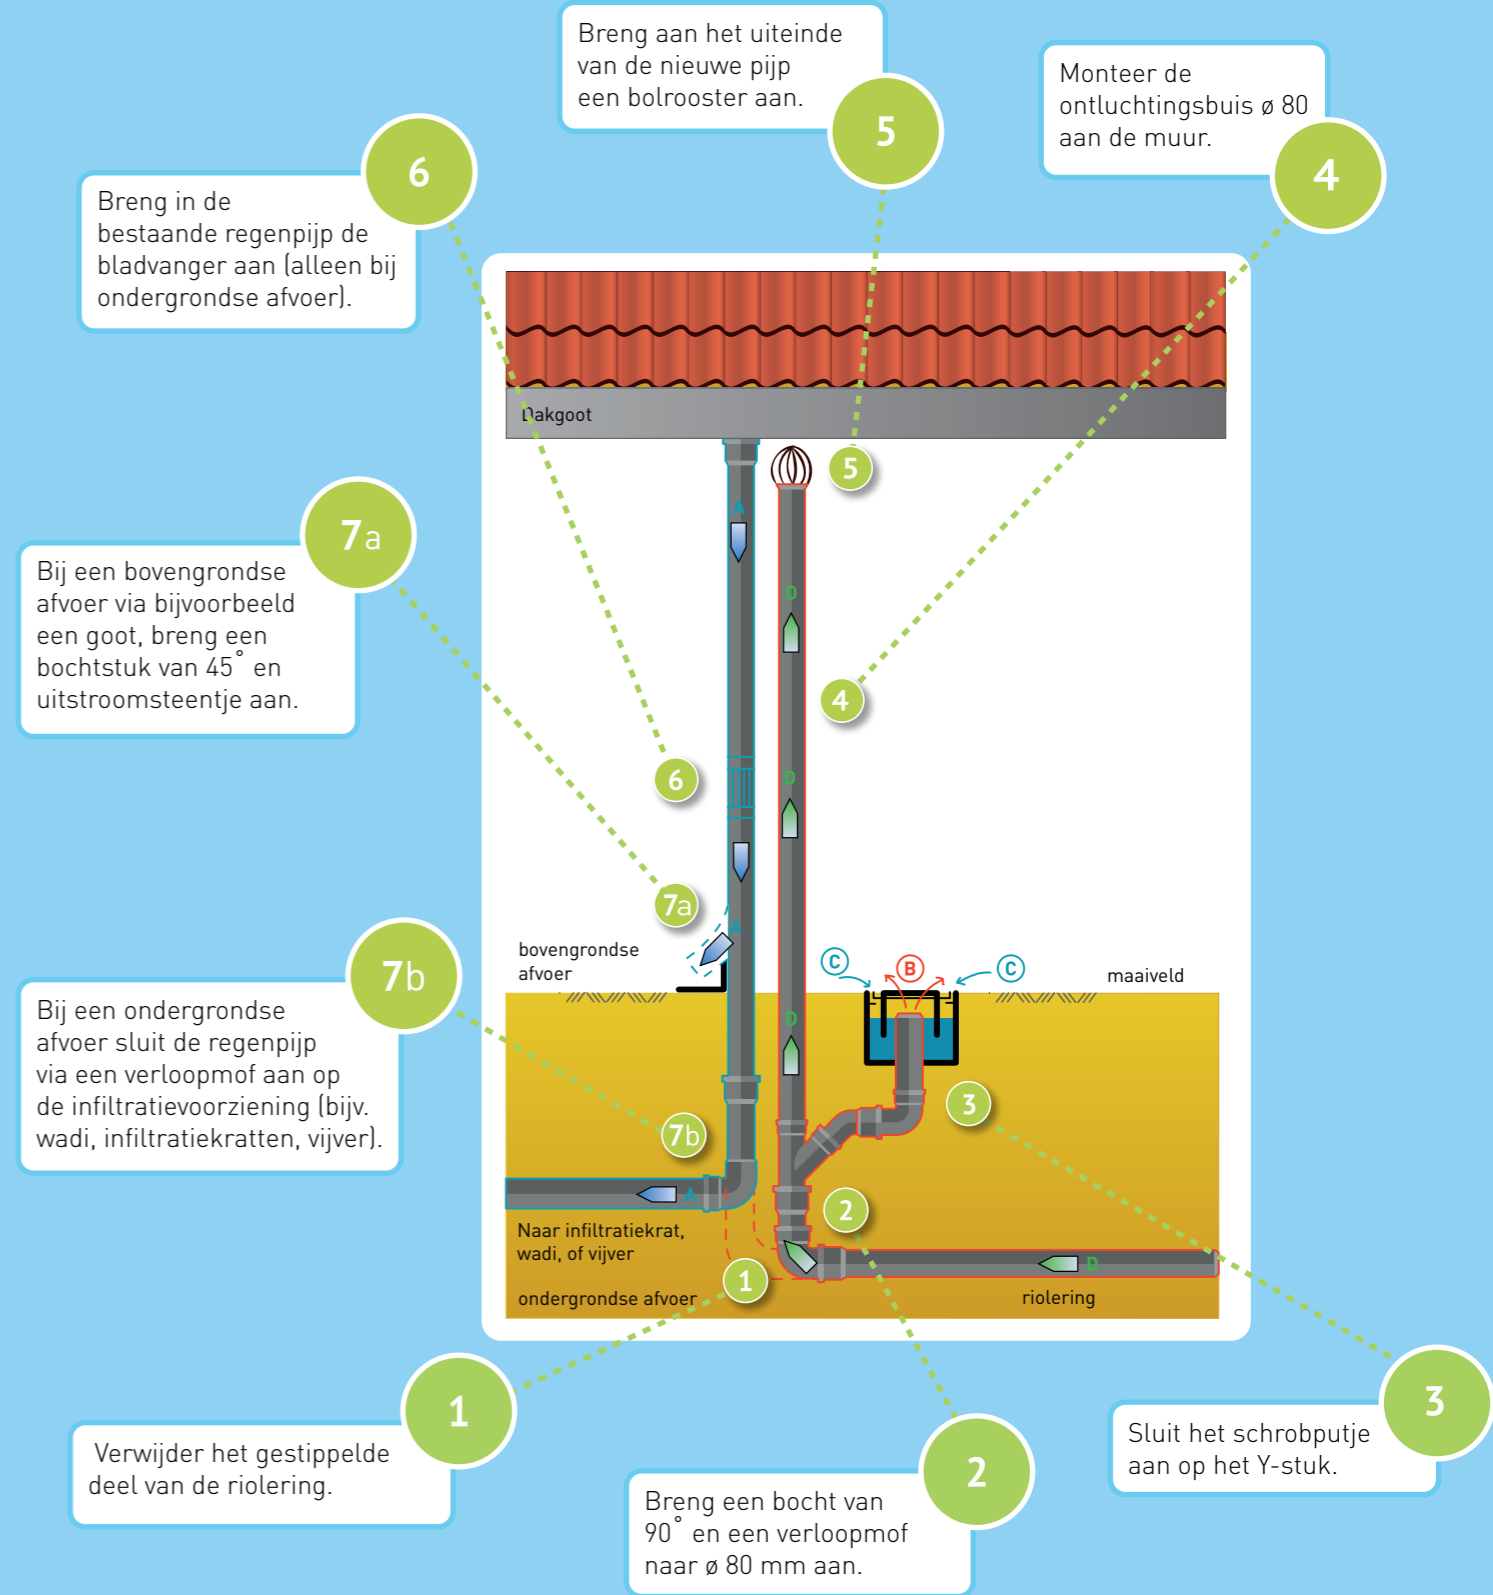 Breng aan het uiteinde
van de nieuwe pijp
een bolrooster aan.
5
Monteer de
ontluchtingsbuis ø 80
aan de muur.
4
6
Breng in de
bestaande regenpijp de
bladvanger aan (alleen bij
ondergrondse afvoer).
Dakgoot
5
A
D
7a
Bij een bovengrondse
afvoer via bijvoorbeeld
een goot, breng een
bochtstuk van 45° en
uitstroomsteentje aan.
4
6
D
7a
A
bovengrondse
afvoer
C
B
C
maaiveld
7b
Bij een ondergrondse
afvoer sluit de regenpijp
via een verloopmof aan op
de infiltratievoorziening (bijv.
wadi, infiltratiekratten, vijver).
D
3
7b
A
2
Naar infiltratiekrat,
wadi, of vijver
D
1
ondergrondse afvoer
riolering
1
Verwijder het gestippelde
deel van de riolering.
2
Breng een bocht van
90° en een verloopmof
naar ø 80 mm aan.
3
Sluit het schrobputje
aan op het Y-stuk.